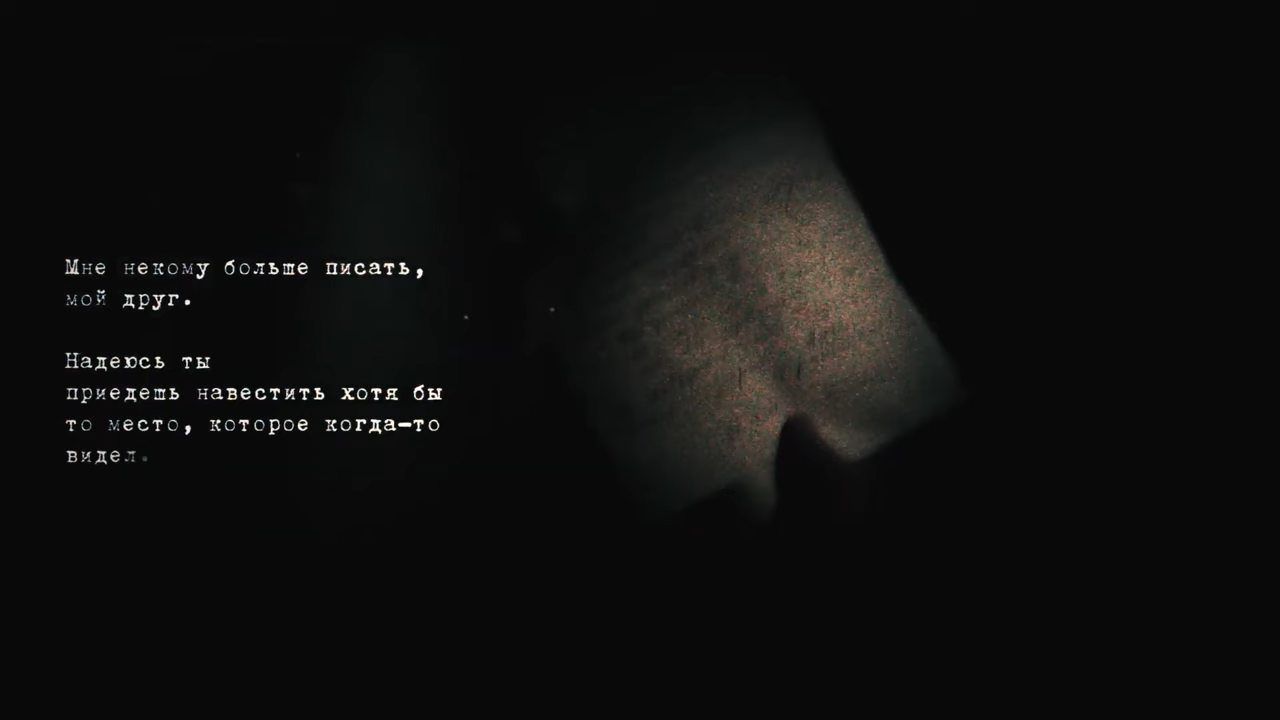 Мне некому больше писать,
мой друг.
Надеюсь ты
приедешь навестить хотя бы
то место, которое когда-то
видел.